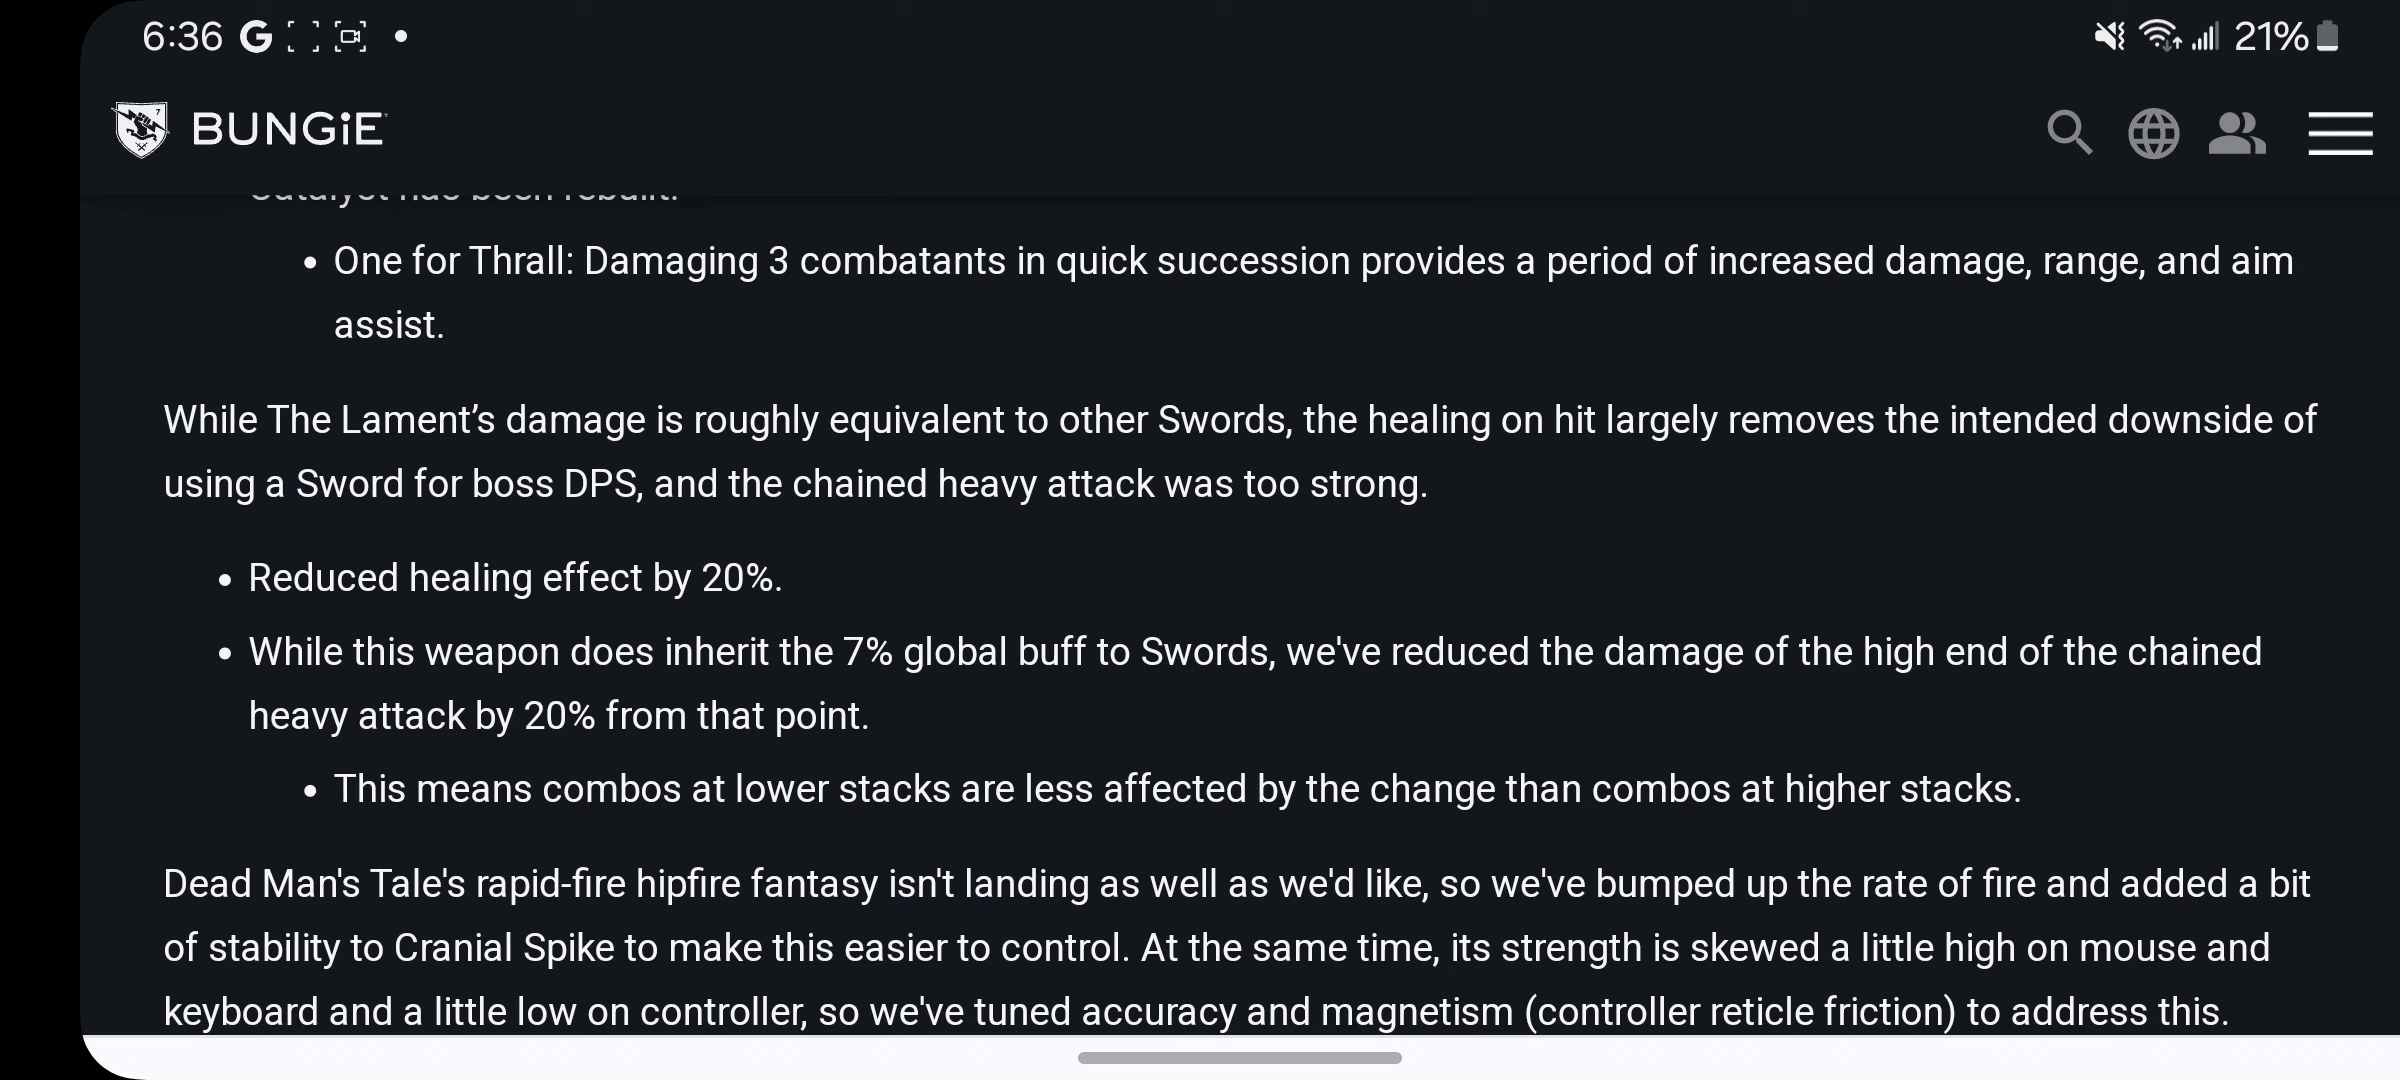 6:36
21%
BUNGiE
Catalyst has been rebuilt.
• One for Thrall: Damaging 3 combatants in quick succession provides a period of increased damage, range, and aim
assist.
While The Lament’s damage is roughly equivalent to other Swords, the healing on hit largely removes the intended downside of
using a Sword for boss DPS, and the chained heavy attack was too strong.
• Reduced healing effect by 20%.
• While this weapon does inherit the 7% global buff to Swords, we've reduced the damage of the high end of the chained
heavy attack by 20% from that point.
• This means combos at lower stacks are less affected by the change than combos at higher stacks.
Dead Man's Tale's rapid-fire hipfire fantasy isn't landing as well as we'd like, so we've bumped up the rate of fire and added a bit
of stability to Cranial Spike to make this easier to control. At the same time, its strength is skewed a little high on mouse and
keyboard and a little low on controller, so we've tuned accuracy and magnetism (controller reticle friction) to address this.